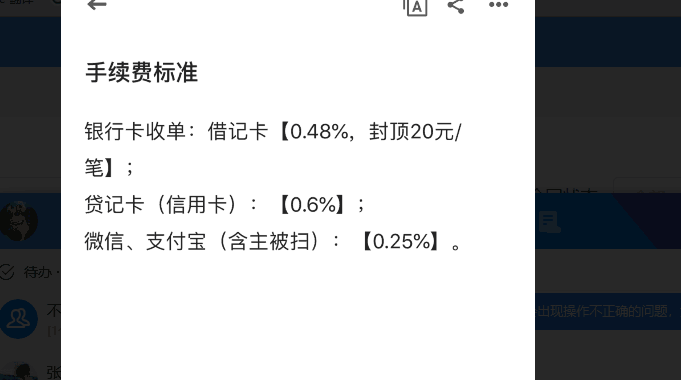 手续费标准
银行卡收单：借记卡【0.48%，封顶20元/
笔】；
贷记卡（信用卡）：【0.6%】；
微信、支付宝（含主被扫）：【0.25%】。
待办·
不
出现操作不正确的问题，
张